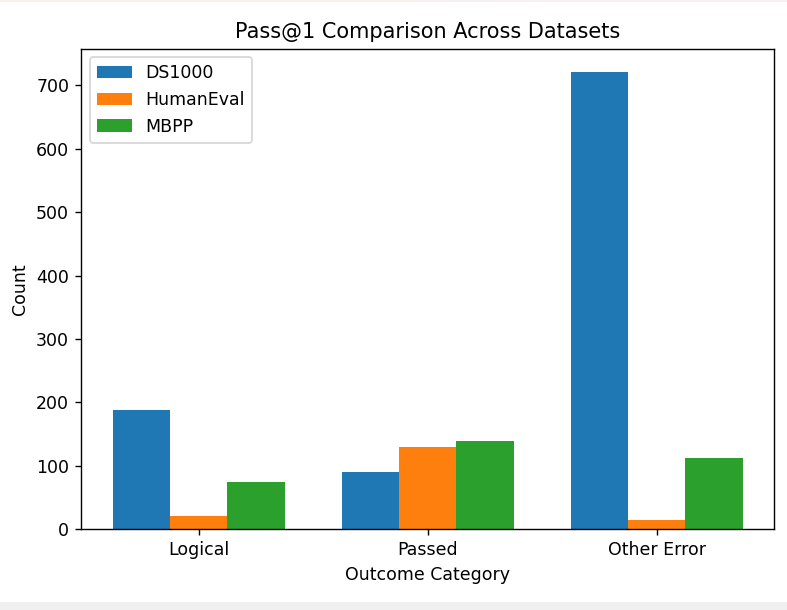 Pass@1 Comparison Across Datasets
DS1000
HumanEval
MBPP
700
600
500
400
300
200
100
0
Count
Logical
Passed
Other Error
Outcome Category